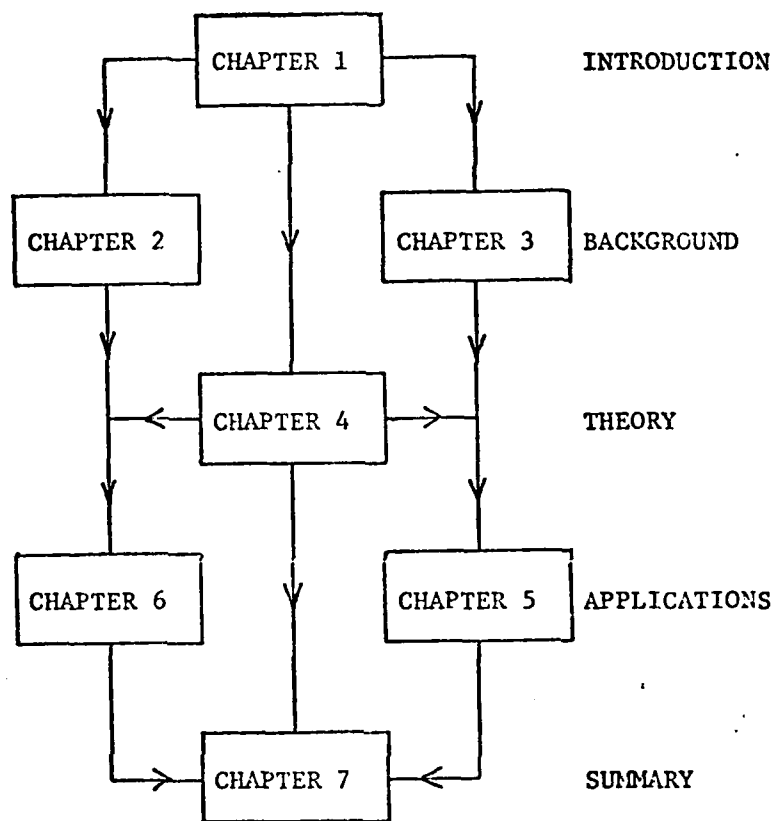 CHAPTER 1 INTRODUCTION
CHAPTER 2 CHAPTER 3 BACKGROUND
CHAPTER 4 THEORY
CHAPTER 6 CHAPTER 5 APPLICATIONS
CHAPTER 7 SUMMARY